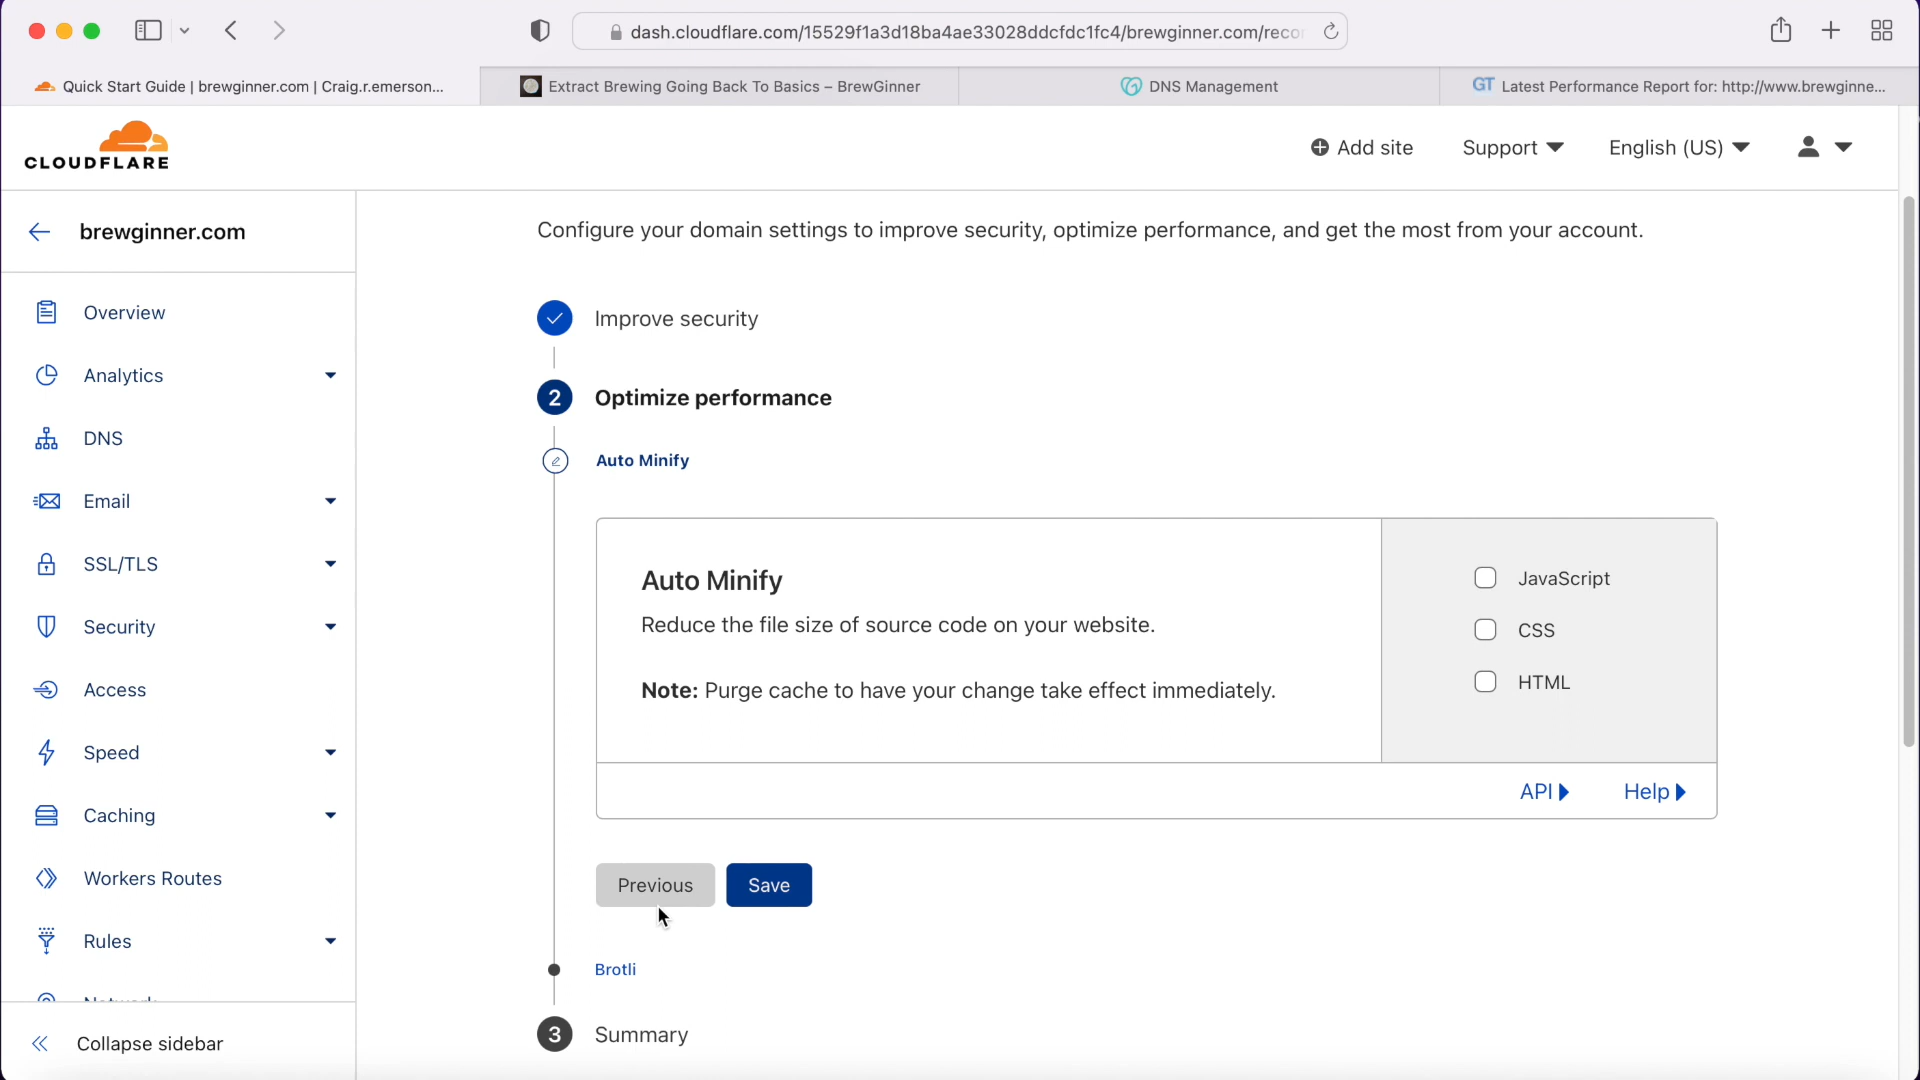 dash.cloudflare.com/15529f1a3d18ba4ae33028ddcfdc1fc4/brewginner.com/reco
Quick Start Guide | brewginner.com | Craig.r.emerson...
Extract Brewing Going Back To Basics – BrewGinner
DNS Management
GT Latest Performance Report for: http://www.brewginne...
CLOUDFLARE
Add site
Support
English (US)
brewginner.com
Overview
Analytics
DNS
Email
SSL/TLS
Security
Access
Speed
Caching
Workers Routes
Rules
Network
Collapse sidebar
Configure your domain settings to improve security, optimize performance, and get the most from your account.
Improve security
2 Optimize performance
Auto Minify
Auto Minify
Reduce the file size of source code on your website.
Note: Purge cache to have your change take effect immediately.
JavaScript
CSS
HTML
API
Help
Previous
Save
Brotli
3 Summary